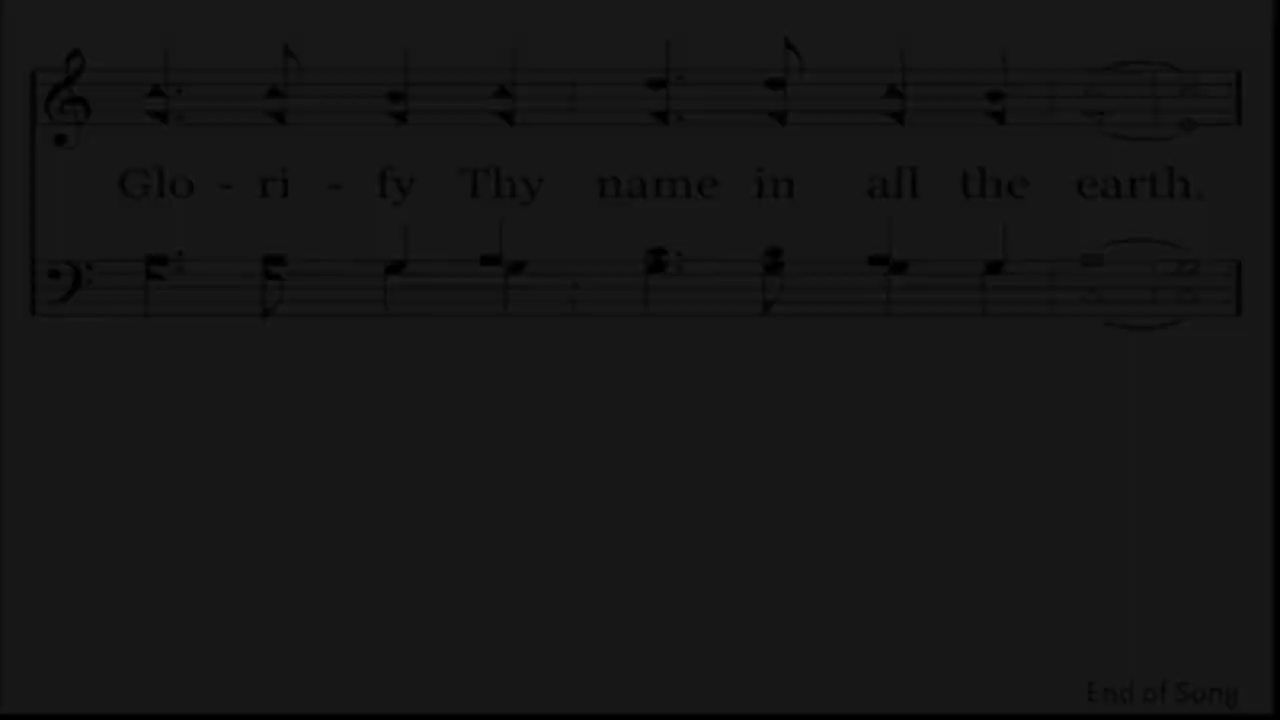 Glo - ri - fy Thy name in all the earth.
End of Song